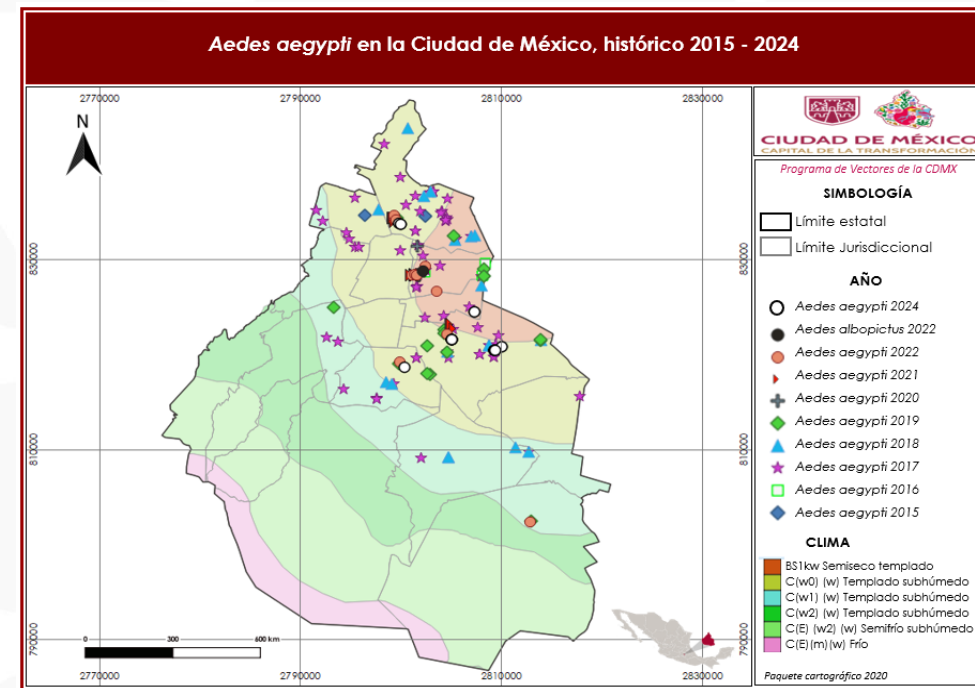 Aedes aegypti en la Ciudad de México, histórico 2015 - 2024
2770000
2790000
2810000
2830000
N
830000
830000
810000
810000
790000
790000
0
300
600 km
2770000
2790000
2810000
2830000
CIUDAD DE MÉXICO
CAPITAL DE LA TRANSFORMACIÓN
Programa de Vectores de la CDMX
SIMBOLOGÍA
Límite estatal
Límite Jurisdiccional
AÑO
Aedes aegypti 2024
Aedes albopictus 2022
Aedes aegypti 2022
Aedes aegypti 2021
Aedes aegypti 2020
Aedes aegypti 2019
Aedes aegypti 2018
Aedes aegypti 2017
Aedes aegypti 2016
Aedes aegypti 2015
CLIMA
BS1kw Semiseco templado
C(w0) (w) Templado subhúmedo
C(w1) (w) Templado subhúmedo
C(w2) (w) Templado subhúmedo
C(E) (w2) (w) Semifrío subhúmedo
C(E)(m)(w) Frío
Paquete cartográfico 2020